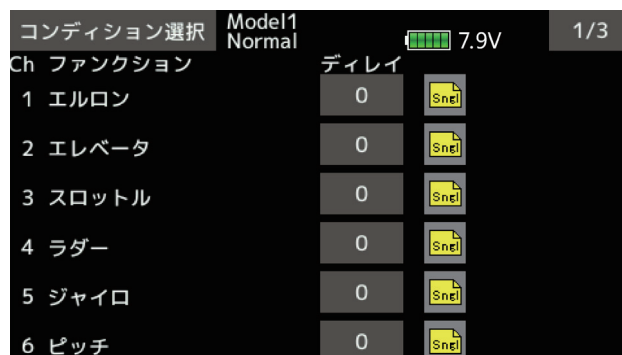 コンディション選択 Model1 Normal 7.9V 1/3
Ch ファンクション ディレイ
1 エルロン 0 Sngl
2 エレベータ 0 Sngl
3 スロットル 0 Sngl
4 ラダー 0 Sngl
5 ジャイロ 0 Sngl
6 ピッチ 0 Sngl